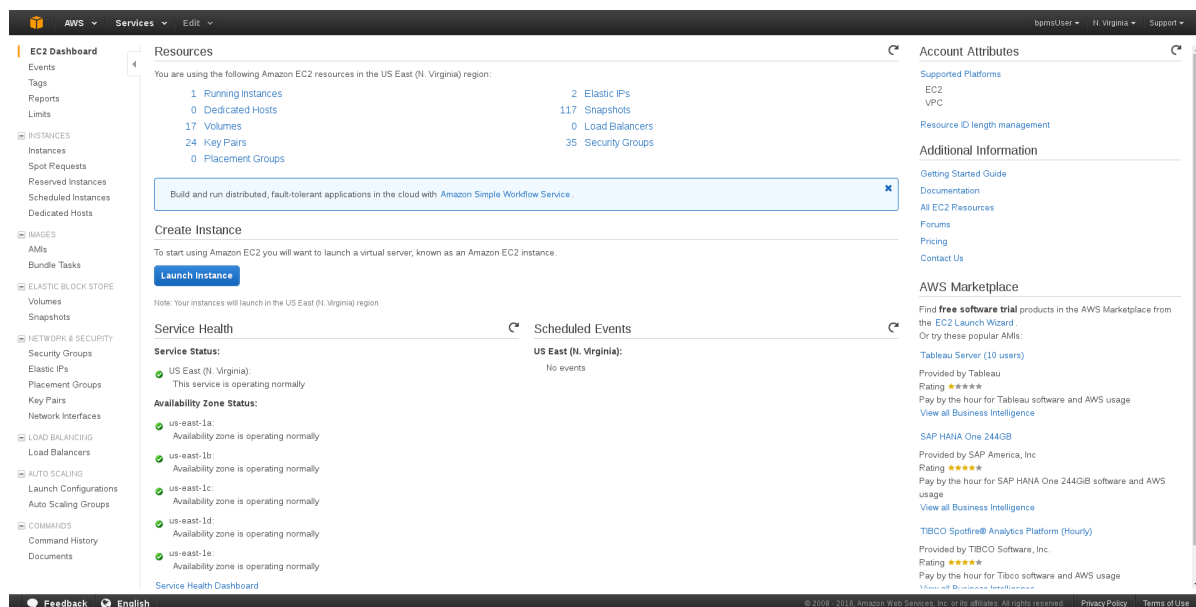 AWS Services Edit bpmsUser N. Virginia Support
EC2 Dashboard
Events
Tags
Reports
Limits
INSTANCES
Instances
Spot Requests
Reserved Instances
Scheduled Instances
Dedicated Hosts
IMAGES
AMIs
Bundle Tasks
ELASTIC BLOCK STORE
Volumes
Snapshots
NETWORK & SECURITY
Security Groups
Elastic IPs
Placement Groups
Key Pairs
Network Interfaces
LOAD BALANCING
Load Balancers
AUTO SCALING
Launch Configurations
Auto Scaling Groups
COMMANDS
Command History
Documents
Resources
You are using the following Amazon EC2 resources in the US East (N. Virginia) region:
1 Running Instances
0 Dedicated Hosts
17 Volumes
24 Key Pairs
0 Placement Groups
2 Elastic IPs
117 Snapshots
0 Load Balancers
35 Security Groups
Build and run distributed, fault-tolerant applications in the cloud with Amazon Simple Workflow Service.
Create Instance
To start using Amazon EC2 you will want to launch a virtual server, known as an Amazon EC2 instance.
Launch Instance
Note: Your instances will launch in the US East (N. Virginia) region
Service Health
Service Status:
US East (N. Virginia):
This service is operating normally
Availability Zone Status:
us-east-1a:
Availability zone is operating normally
us-east-1b:
Availability zone is operating normally
us-east-1c:
Availability zone is operating normally
us-east-1d:
Availability zone is operating normally
us-east-1e:
Availability zone is operating normally
Service Health Dashboard
Scheduled Events
US East (N. Virginia):
No events
Account Attributes
Supported Platforms
EC2
VPC
Resource ID length management
Additional Information
Getting Started Guide
Documentation
All EC2 Resources
Forums
Pricing
Contact Us
AWS Marketplace
Find free software trial products in the AWS Marketplace from
the EC2 Launch Wizard.
Or try these popular AMIs:
Tableau Server (10 users)
Provided by Tableau
Rating
Pay by the hour for Tableau software and AWS usage
View all Business Intelligence
SAP HANA One 244GB
Provided by SAP America, Inc
Rating
Pay by the hour for SAP HANA One 244GiB software and AWS
usage
View all Business Intelligence
TIBCO Spotfire® Analytics Platform (Hourly)
Provided by TIBCO Software, Inc.
Rating
Pay by the hour for Tibco software and AWS usage
View all Business Intelligence
Feedback English © 2008 - 2016, Amazon Web Services, Inc. or its affiliates. All rights reserved. Privacy Policy Terms of Use